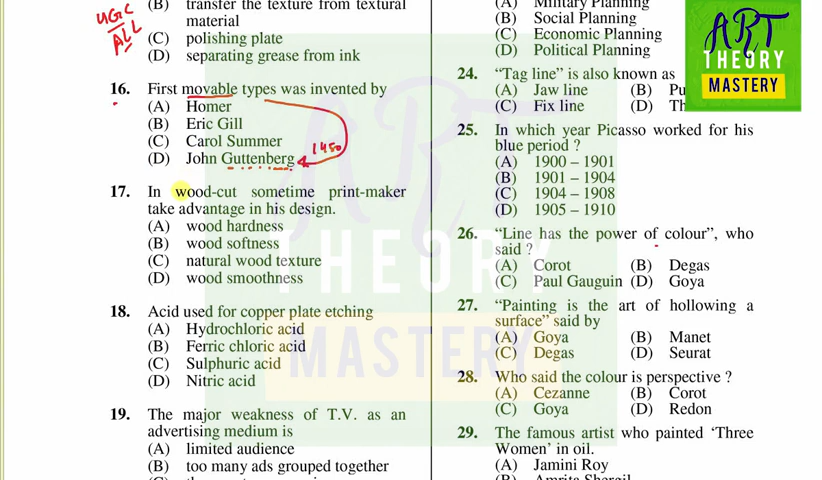 (B) transfer the texture from textural
material
(C) polishing plate
(D) separating grease from ink
UGC
ALL
16. First movable types was invented by
(A) Homer
(B) Eric Gill
(C) Carol Summer
(D) John Guttenberg
1450
17. In wood-cut sometime print-maker
take advantage in his design.
(A) wood hardness
(B) wood softness
(C) natural wood texture
(D) wood smoothness
18. Acid used for copper plate etching
(A) Hydrochloric acid
(B) Ferric chloric acid
(C) Sulphuric acid
(D) Nitric acid
19. The major weakness of T.V. as an
advertising medium is
(A) limited audience
(B) too many ads grouped together
(A) Military Planning
(B) Social Planning
(C) Economic Planning
(D) Political Planning
24. “Tag line” is also known as
(A) Jaw line (B) Pu
(C) Fix line (D) Th
25. In which year Picasso worked for his
blue period ?
(A) 1900 – 1901
(B) 1901 – 1904
(C) 1904 – 1908
(D) 1905 – 1910
26. “Line has the power of colour”, who
said ?
(A) Corot (B) Degas
(C) Paul Gauguin (D) Goya
27. “Painting is the art of hollowing a
surface” said by
(A) Goya (B) Manet
(C) Degas (D) Seurat
28. Who said the colour is perspective ?
(A) Cezanne (B) Corot
(C) Goya (D) Redon
29. The famous artist who painted ‘Three
Women’ in oil.
(A) Jamini Roy
(B) Amrita Shergil
ART
THEORY
MASTERY
ART
THEORY
MASTERY